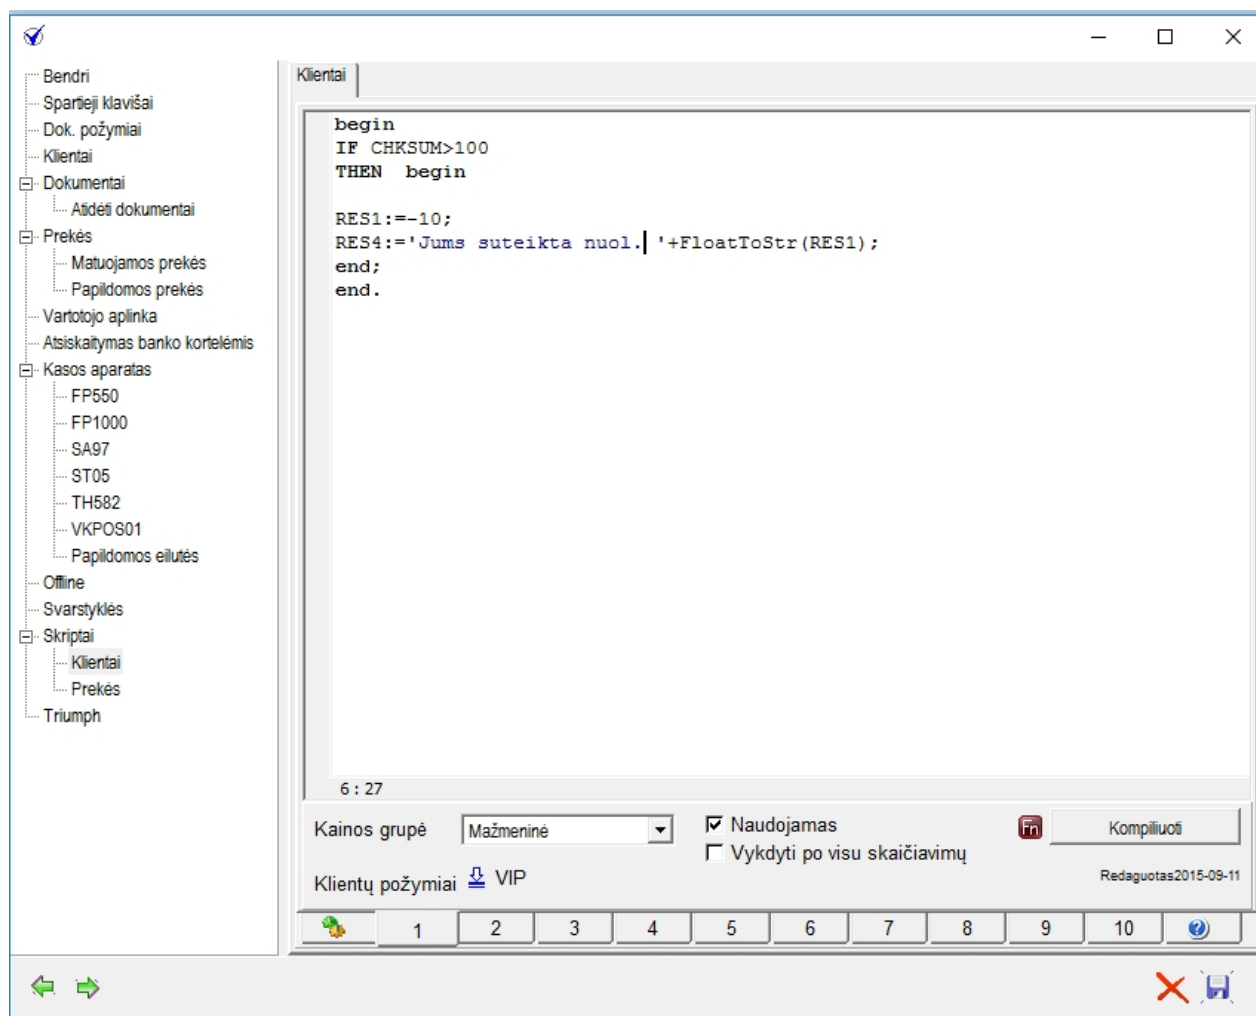 Bendri
Spartieji klavišai
Dok. požymiai
Klientai
Dokumentai
Atidėti dokumentai
Prekės
Matuojamos prekės
Papildomos prekės
Vartotojo aplinka
Atsiskaitymas banko kortelėmis
Kasos aparatas
FP550
FP1000
SA97
ST05
TH582
VKPOS01
Papildomos eilutės
Offline
Svarstyklės
Skriptai
Klientai
Prekės
Triumph
Klientai
begin
IF CHKSUM>100
THEN  begin
RES1:=-10;
RES4:='Jums suteikta nuol. '+FloatToStr(RES1);
end;
end.
6 : 27
Kainos grupė Mažmeninė
Naudojamas
Vykdyti po visu skaičiavimų
Fn Kompiliuoti
Klientų požymiai VIP
Redaguotas2015-09-11
1 2 3 4 5 6 7 8 9 10 ?